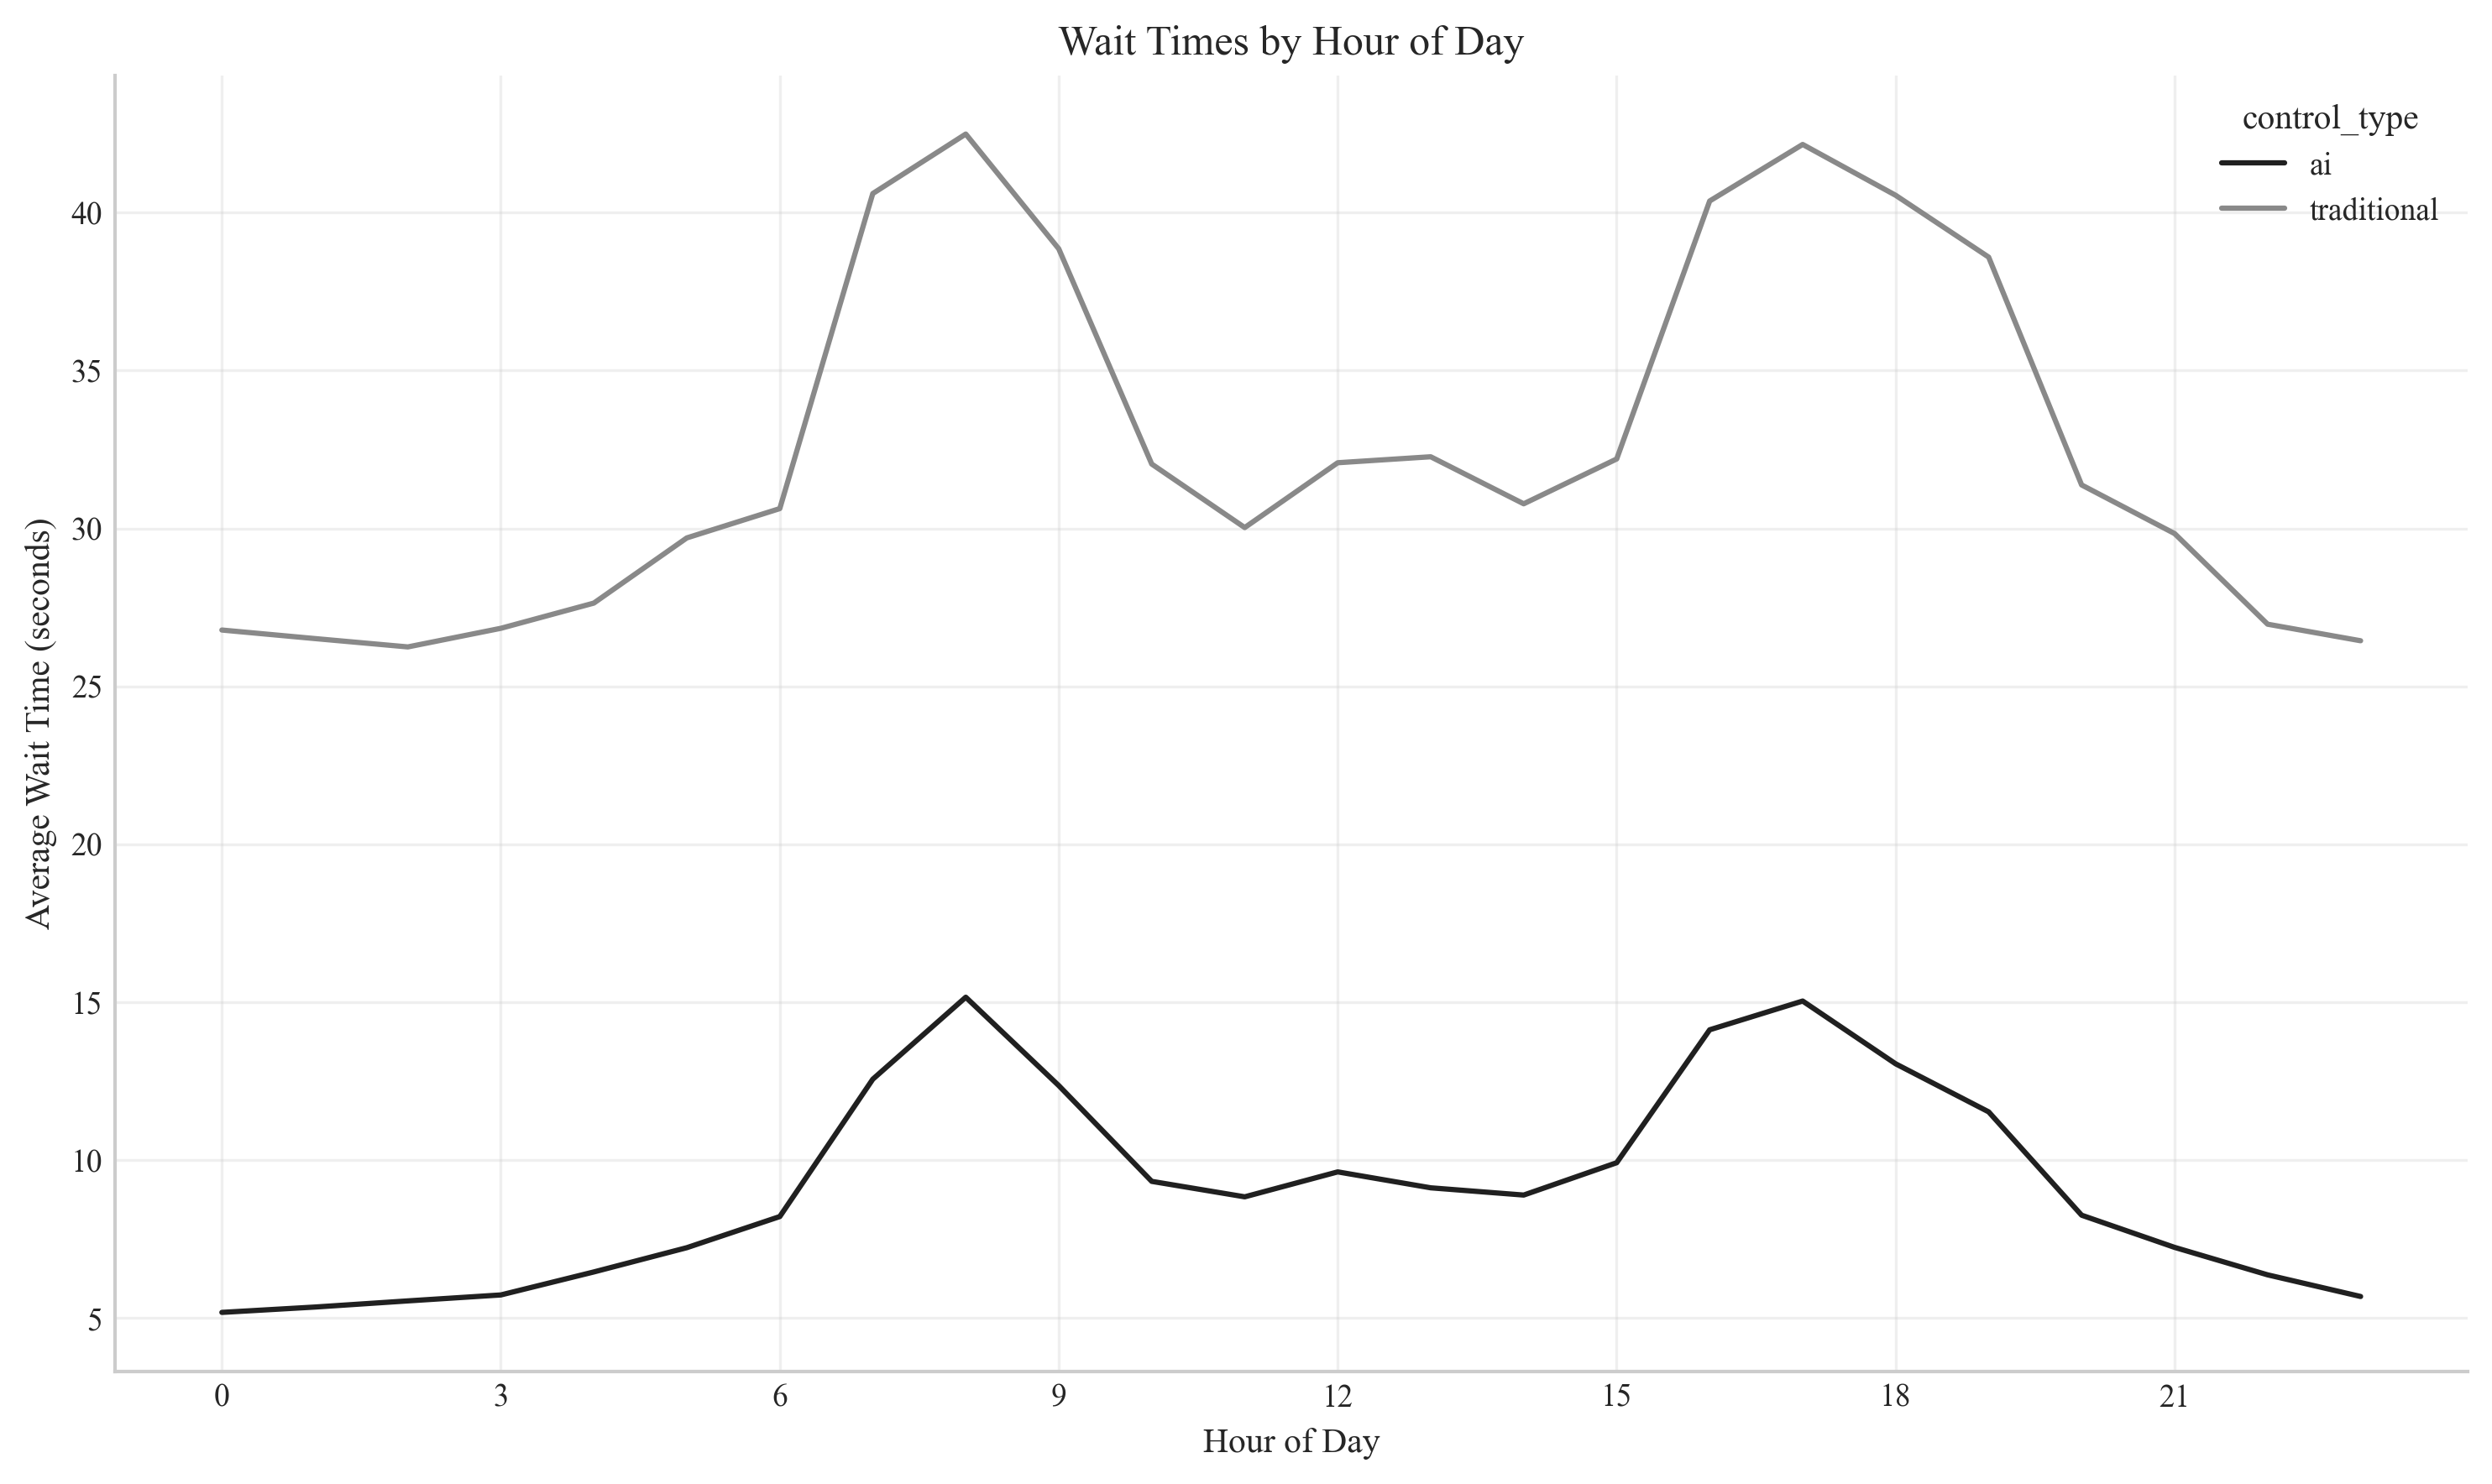 Wait Times by Hour of Day
control_type
ai
traditional
Average Wait Time (seconds)
40
35
30
25
20
15
10
5
0 3 6 9 12 15 18 21
Hour of Day